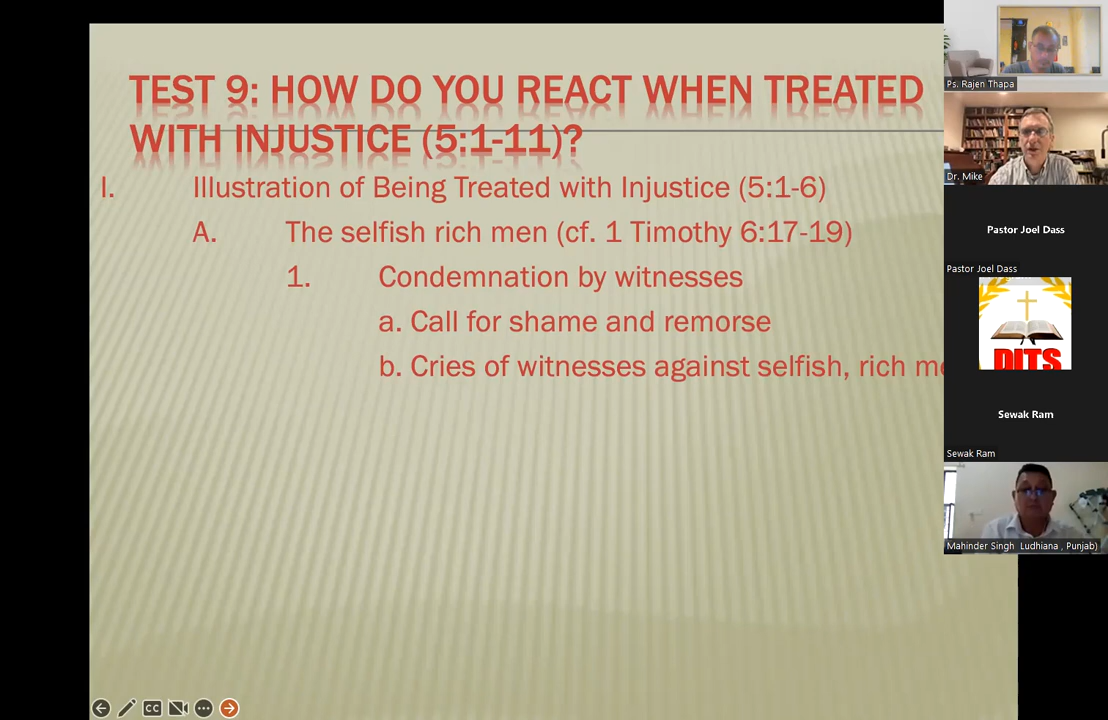 TEST 9: HOW DO YOU REACT WHEN TREATED
WITH INJUSTICE (5:1-11)?
I. Illustration of Being Treated with Injustice (5:1-6)
A. The selfish rich men (cf. 1 Timothy 6:17-19)
1. Condemnation by witnesses
a. Call for shame and remorse
b. Cries of witnesses against selfish, rich
Ps. Rajen Thapa
Dr. Mike
Pastor Joel Dass
Pastor Joel Dass
DITS
Sewak Ram
Sewak Ram
Mahinder Singh Ludhiana , Punjab)
CC